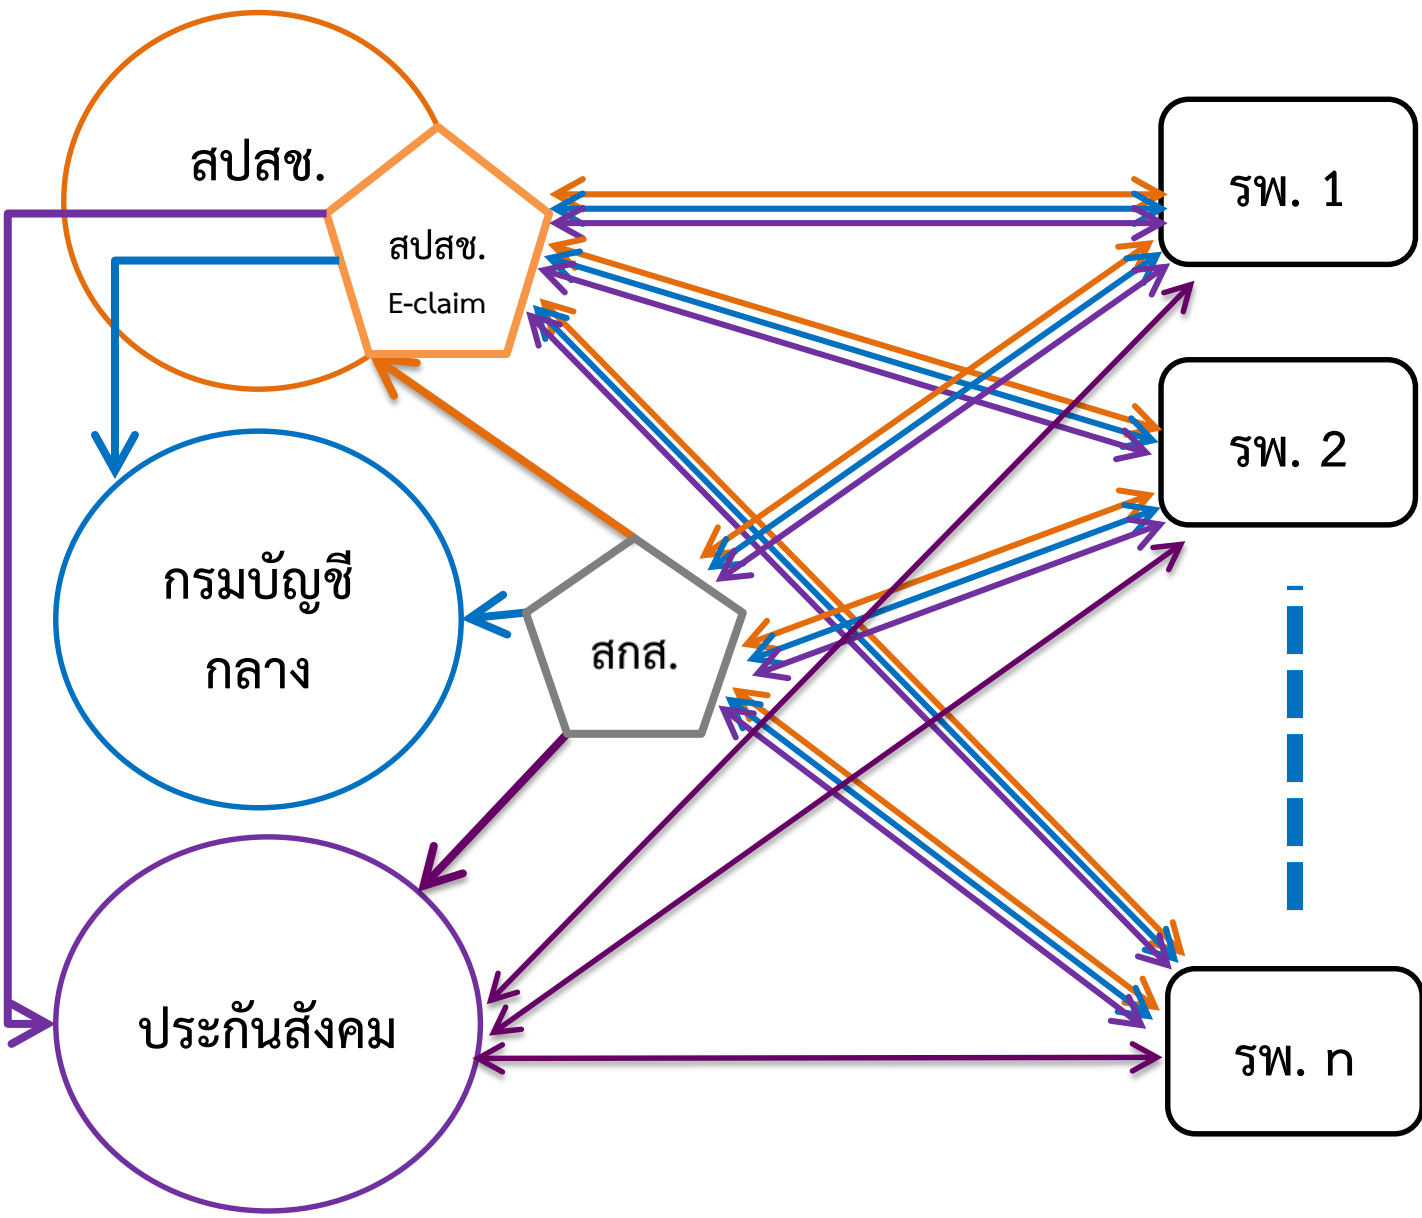 สปสช.
สปสช.
E-claim
กรมบัญชี
กลาง
สกส.
ประกันสังคม
รพ. 1
รพ. 2
รพ. n